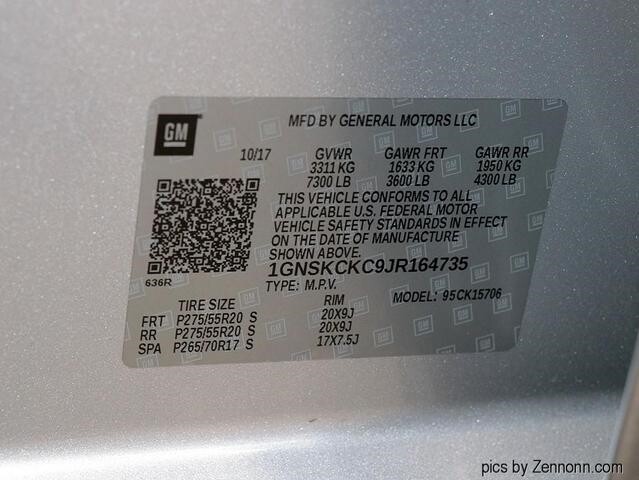 GM
MFD BY GENERAL MOTORS LLC
10/17 GVWR GAWR FRT GAWR RR
3311 KG 1633 KG 1950 KG
7300 LB 3600 LB 4300 LB
THIS VEHICLE CONFORMS TO ALL
APPLICABLE U.S. FEDERAL MOTOR
VEHICLE SAFETY STANDARDS IN EFFECT
ON THE DATE OF MANUFACTURE
SHOWN ABOVE.
1GNSKCKC9JR164735
636R
TYPE: M.P.V. MODEL: 95CK15706
TIRE SIZE RIM
FRT P275/55R20 S 20X9J
RR P275/55R20 S 20X9J
SPA P265/70R17 S 17X7.5J
pics by Zennonn.com